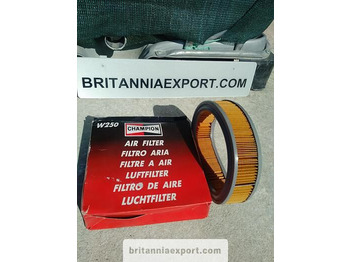 BRITANNIAEXPORT.COM
W250
CHAMPION
AIR FILTER
FILTRO ARIA
FILTRE A AIR
LUFTFILTER
FILTRO DE AIRE
LUCHTFILTER
britanniaexport.com